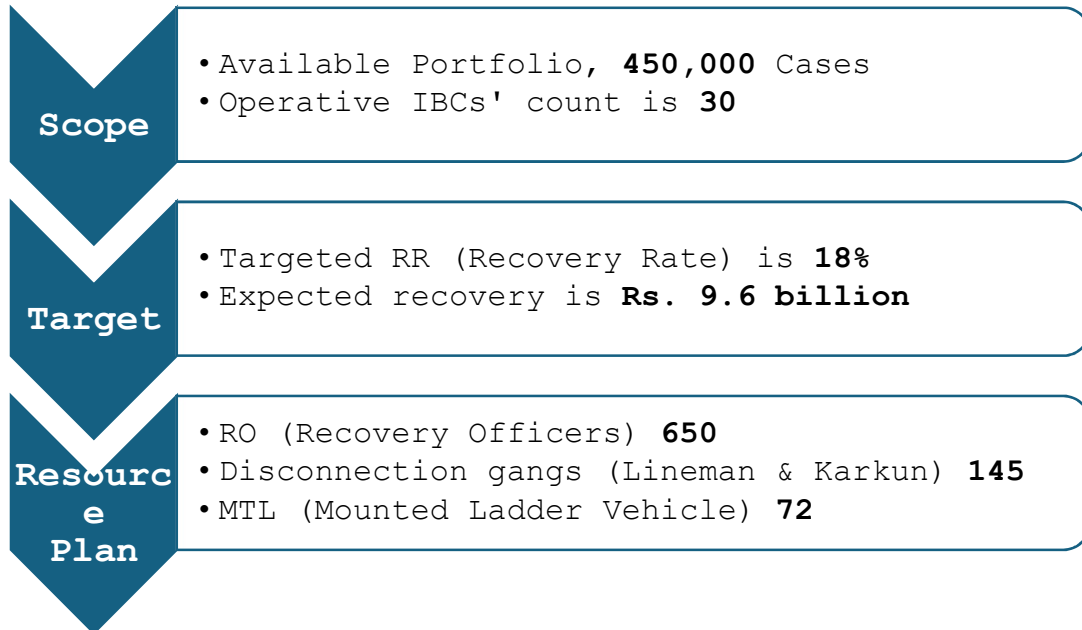 Scope
• Available Portfolio, 450,000 Cases
• Operative IBCs' count is 30
Target
• Targeted RR (Recovery Rate) is 18%
• Expected recovery is Rs. 9.6 billion
Resourc
e
Plan
• RO (Recovery Officers) 650
• Disconnection gangs (Lineman & Karkun) 145
• MTL (Mounted Ladder Vehicle) 72